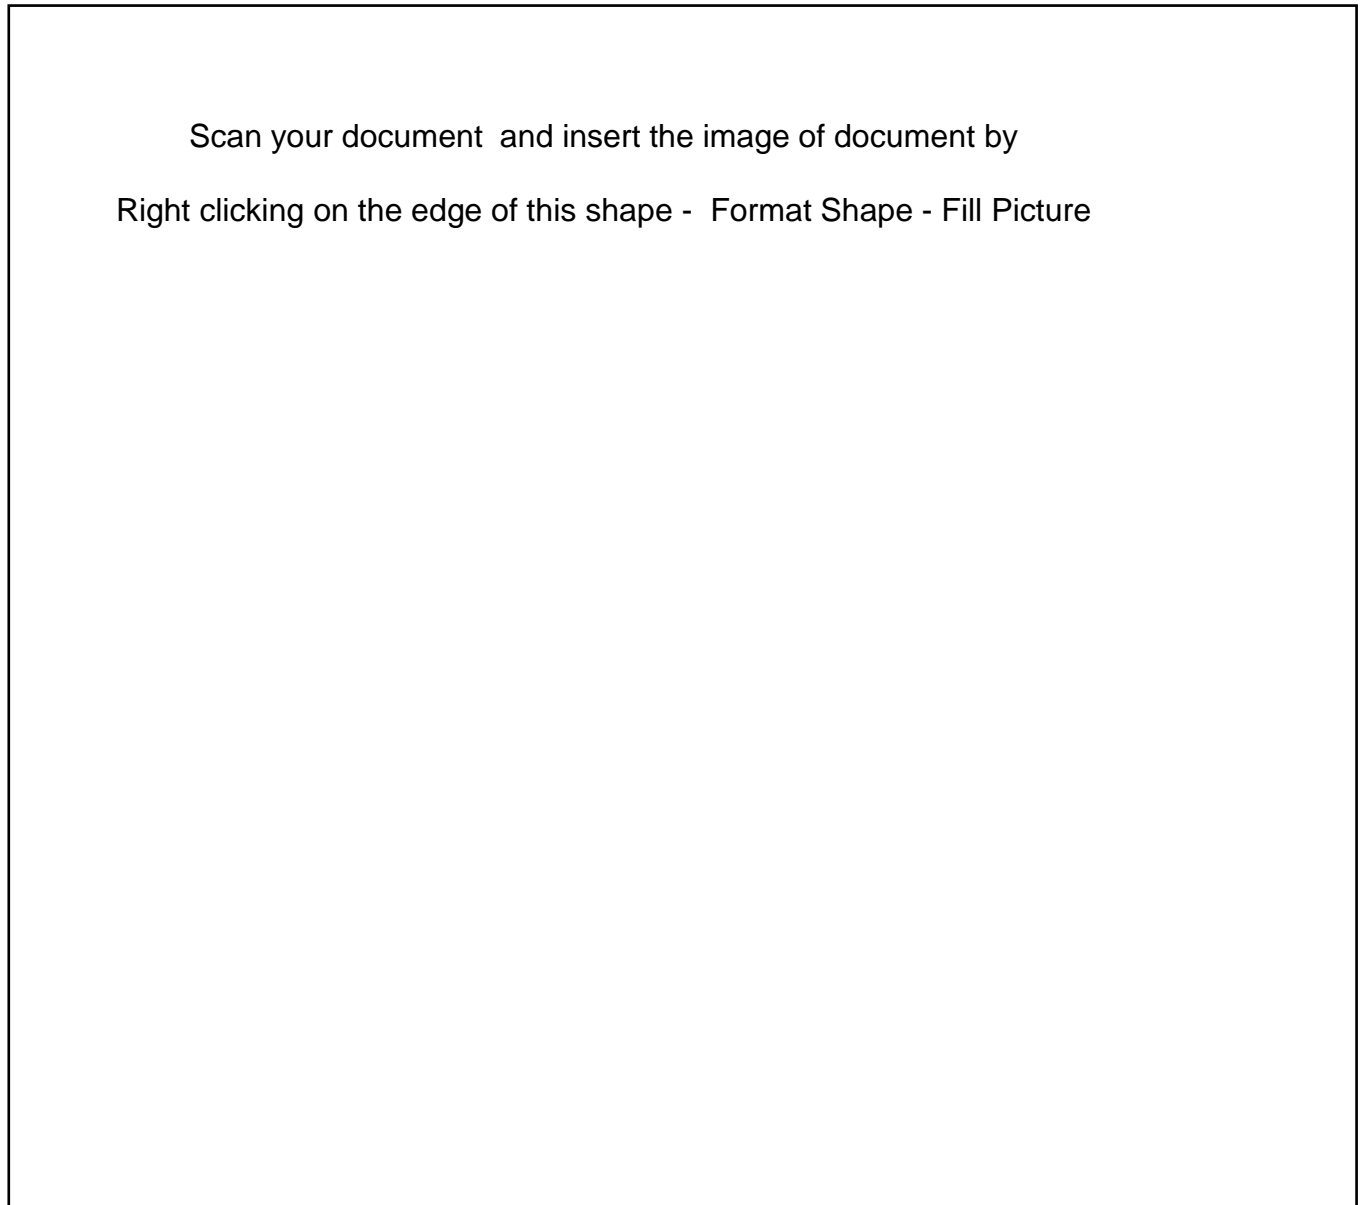 Scan your document  and insert the image of document by
Right clicking on the edge of this shape -  Format Shape - Fill Picture